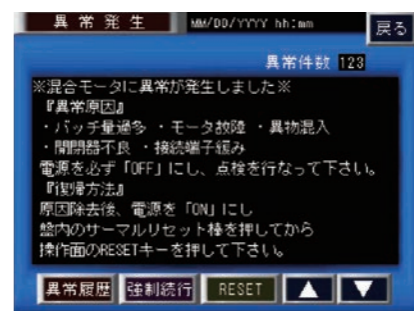 異常発生
MM/DD/YYYY hh:mm
戻る
異常件数 123
※混合モータに異常が発生しました※
『異常原因』
・バッチ量過多 ・モータ故障 ・異物混入
・開閉器不良 ・接続端子緩み
電源を必ず「OFF」にし、点検を行なって下さい。
『復帰方法』
原因除去後、電源を「ON」にし
盤内のサーマルリセット棒を押してから
操作面のRESETキーを押して下さい。
異常履歴 強制続行 RESET ▲ ▼